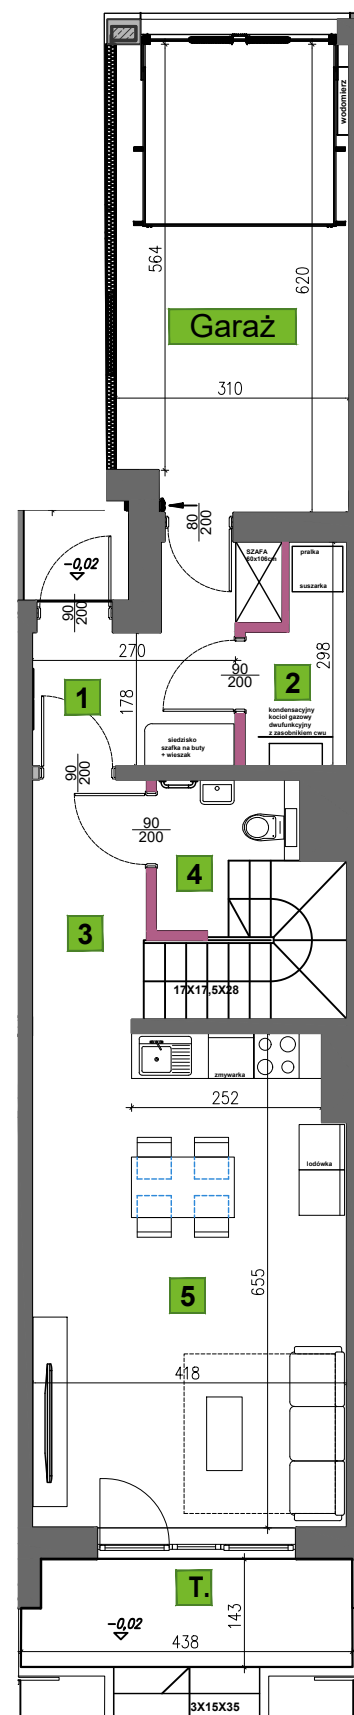 wodomierz
564
620
Garaż
310
80
200
-0,02
SZAFA
60x106cm
pralka
suszarka
90
200
270
298
178
1
90
200
2
kondensacyjny
kocioł gazowy
dwufunkcyjny
z zasobnikiem cwu
siedzisko
szafka na buty
+ wieszak
90
200
90
200
4
3
17X17,5X28
zmywarka
252
lodówka
5
655
418
T.
-0,02
143
438
3X15X35